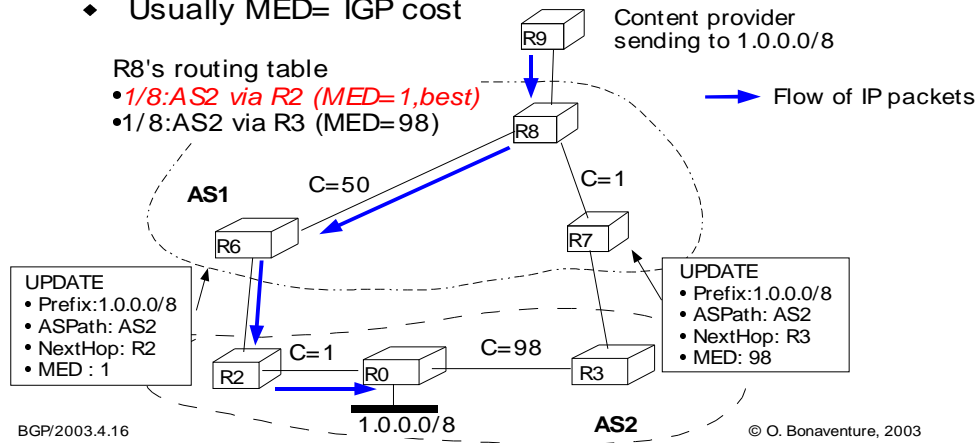 ◆ Usually MED= IGP cost
R9
Content provider
sending to 1.0.0.0/8
R8's routing table
•1/8:AS2 via R2 (MED=1,best)
•1/8:AS2 via R3 (MED=98)
Flow of IP packets
R8
AS1
C=50
C=1
R6
R7
UPDATE
• Prefix:1.0.0.0/8
• ASPath: AS2
• NextHop: R2
• MED : 1
UPDATE
• Prefix:1.0.0.0/8
• ASPath: AS2
• NextHop: R3
• MED: 98
C=1
C=98
R2
R0
R3
1.0.0.0/8
AS2
BGP/2003.4.16
© O. Bonaventure, 2003